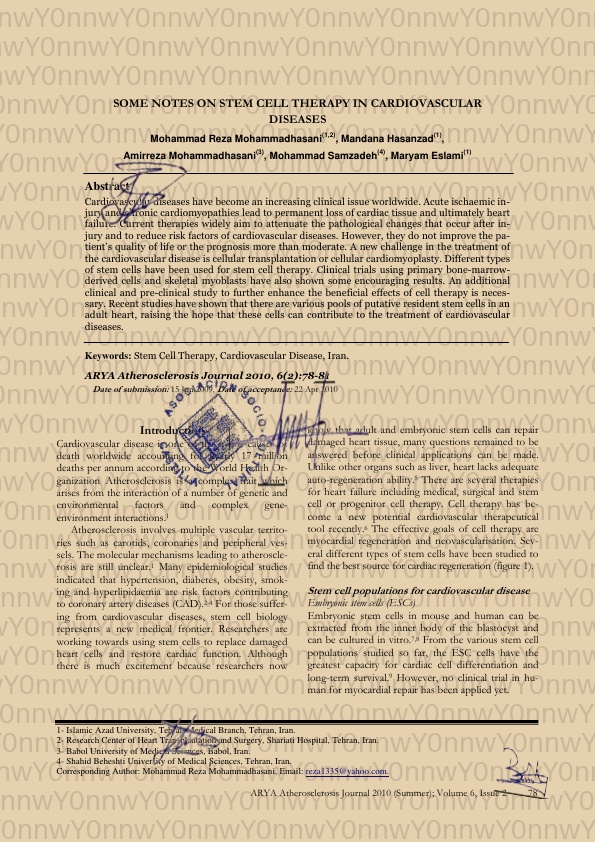 SOME NOTES ON STEM CELL THERAPY IN CARDIOVASCULAR
DISEASES
Mohammad Reza Mohammadhasani(1,2), Mandana Hasanzad(1),
Amirreza Mohammadhasani(3), Mohammad Samzadeh(4), Maryam Eslami(1)
Abstract
Cardiovascular diseases have become an increasing clinical issue worldwide. Acute ischaemic in-
jury and chronic cardiomyopathies lead to permanent loss of cardiac tissue and ultimately heart
failure. Current therapies widely aim to attenuate the pathological changes that occur after in-
jury and to reduce risk factors of cardiovascular diseases. However, they do not improve the pa-
tient's quality of life or the prognosis more than moderate. A new challenge in the treatment of
the cardiovascular disease is cellular transplantation or cellular cardiomyoplasty. Different types
of stem cells have been used for stem cell therapy. Clinical trials using primary bone-marrow-
derived cells and skeletal myoblasts have also shown some encouraging results. An additional
clinical and pre-clinical study to further enhance the beneficial effects of cell therapy is neces-
sary. Recent studies have shown that there are various pools of putative resident stem cells in an
adult heart, raising the hope that these cells can contribute to the treatment of cardiovascular
diseases.
Keywords: Stem Cell Therapy, Cardiovascular Disease, Iran.
ARYA Atherosclerosis Journal 2010, 6(2):78-81
Date of submission: 15 2009, Date of acceptance: 22 Apr 2010
Introduction
Cardiovascular disease is one of
death worldwide accounting for nearly 17 million
deaths per annum according to the World Health Or-
ganization Atherosclerosis is a complex trait which
arises from the interaction of a number of genetic and
environmental factors and complex gene-
environment interactions.1
Atherosclerosis involves multiple vascular territo-
ries such as carotids, coronaries and peripheral ves-
sels. The molecular mechanisms leading to atheroscle-
rosis are still unclear.1 Many epidemiological studies
indicated that hypertension, diabetes, obesity, smok-
ing and hyperlipidaemia are risk factors contributing
to coronary artery diseases (CAD).2-4 For those suffer-
ing from cardiovascular diseases, stem cell biology
represents a new medical frontier. Researchers are
working towards using stem cells to replace damaged
heart cells and restore cardiac function. Although
there is much excitement because researchers now
know that adult and embryonic stem cells can repair
damaged heart tissue, many questions remained to be
answered before clinical applications can be made.
Unlike other organs such as liver, heart lacks adequate
auto-regeneration ability.5 There are several therapies
for heart failure including medical, surgical and stem
cell or progenitor cell therapy. Cell therapy has be-
come a new potential cardiovascular therapeutical
tool recently.6 The effective goals of cell therapy are
myocardial regeneration and neovascularisation. Sev-
eral different types of stem cells have been studied to
find the best source for cardiac regeneration (figure 1).
Stem cell populations for cardiovascular disease
Embryonic stem cells (ESCs)
Embryonic stem cells in mouse and human can be
extracted from the inner body of the blastocyst and
can be cultured in vitro.7,8 From the various stem cell
populations studied so far, the ESC cells have the
greatest capacity for cardiac cell differentiation and
long-term survival.9 However, no clinical trial in hu-
man for myocardial repair has been applied yet.
1- Islamic Azad University, Tehran Medical Branch, Tehran, Iran.
2- Research Center of Heart Transplantation and Surgery, Shariati Hospital, Tehran, Iran.
3- Babol University of Medical Sciences, Babol, Iran.
4- Shahid Beheshti University of Medical Sciences, Tehran, Iran.
Corresponding Author: Mohammad Reza Mohammadhasani, Email: reza1335@yahoo.com.
ARYA Atherosclerosis Journal 2010 (Summer); Volume 6, Issue 2 78